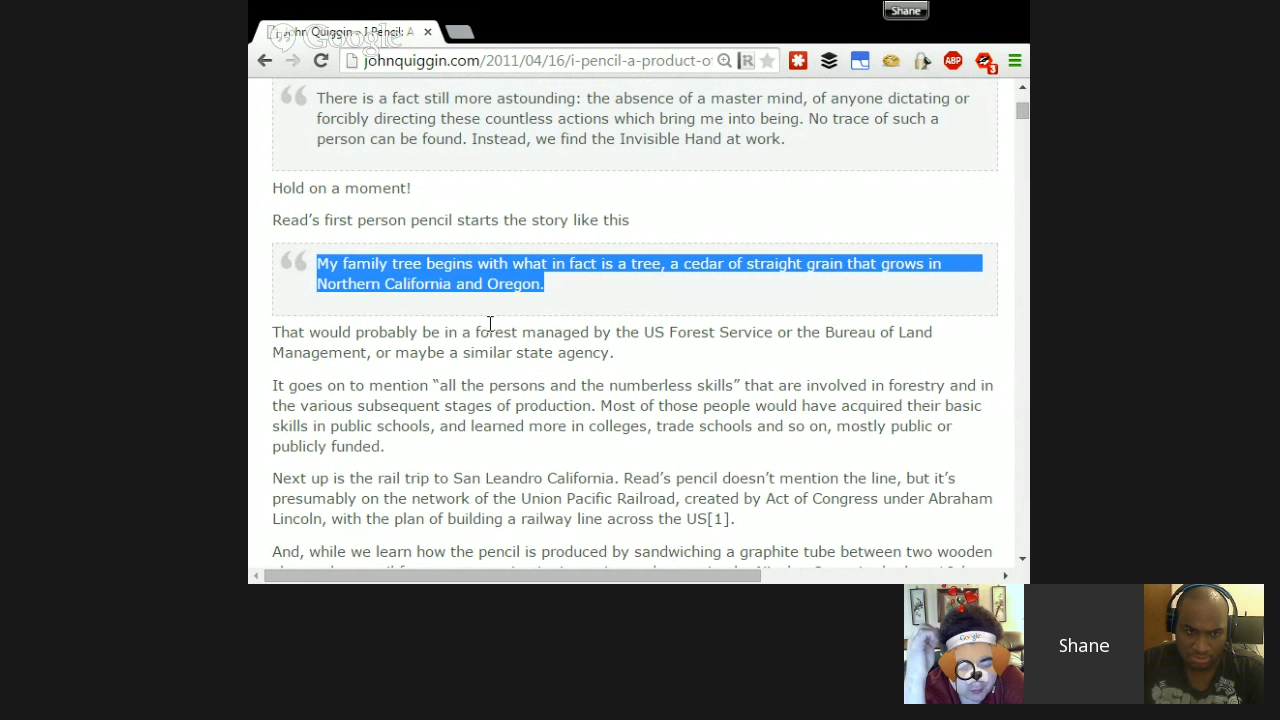 Shane
John Quiggin - I Pencil: A
Google
johnquiggin.com/2011/04/16/i-pencil-a-product-o
R
ABP
3
There is a fact still more astounding: the absence of a master mind, of anyone dictating or
forcibly directing these countless actions which bring me into being. No trace of such a
person can be found. Instead, we find the Invisible Hand at work.
Hold on a moment!
Read’s first person pencil starts the story like this
My family tree begins with what in fact is a tree, a cedar of straight grain that grows in
Northern California and Oregon.
That would probably be in a forest managed by the US Forest Service or the Bureau of Land
Management, or maybe a similar state agency.
It goes on to mention “all the persons and the numberless skills” that are involved in forestry and in
the various subsequent stages of production. Most of those people would have acquired their basic
skills in public schools, and learned more in colleges, trade schools and so on, mostly public or
publicly funded.
Next up is the rail trip to San Leandro California. Read’s pencil doesn’t mention the line, but it’s
presumably on the network of the Union Pacific Railroad, created by Act of Congress under Abraham
Lincoln, with the plan of building a railway line across the US[1].
And, while we learn how the pencil is produced by sandwiching a graphite tube between two wooden
Google
Shane